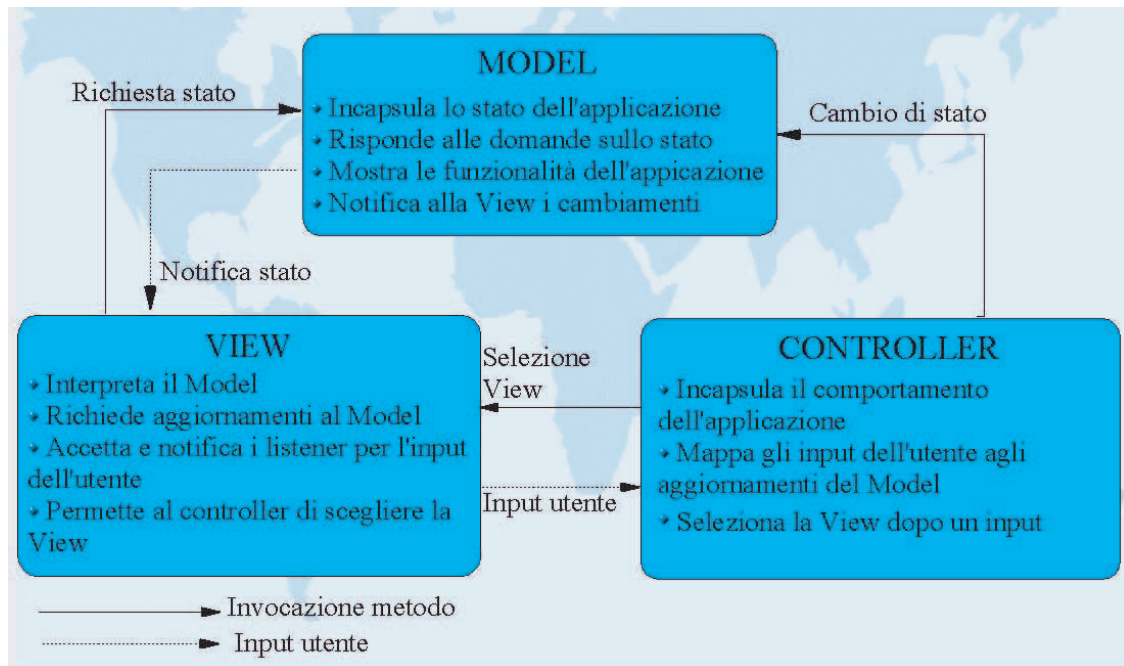 MODEL
Incapsula lo stato dell'applicazione
Risponde alle domande sullo stato
Mostra le funzionalità dell'appicazione
Notifica alla View i cambiamenti
Richiesta stato
Cambio di stato
Notifica stato
VIEW
Interpreta il Model
Richiede aggiornamenti al Model
Accetta e notifica i listener per l'input
dell'utente
Permette al controller di scegliere la
View
Selezione
View
Input utente
CONTROLLER
Incapsula il comportamento
dell'applicazione
Mappa gli input dell'utente agli
aggiornamenti del Model
Seleziona la View dopo un input
Invocazione metodo
Input utente